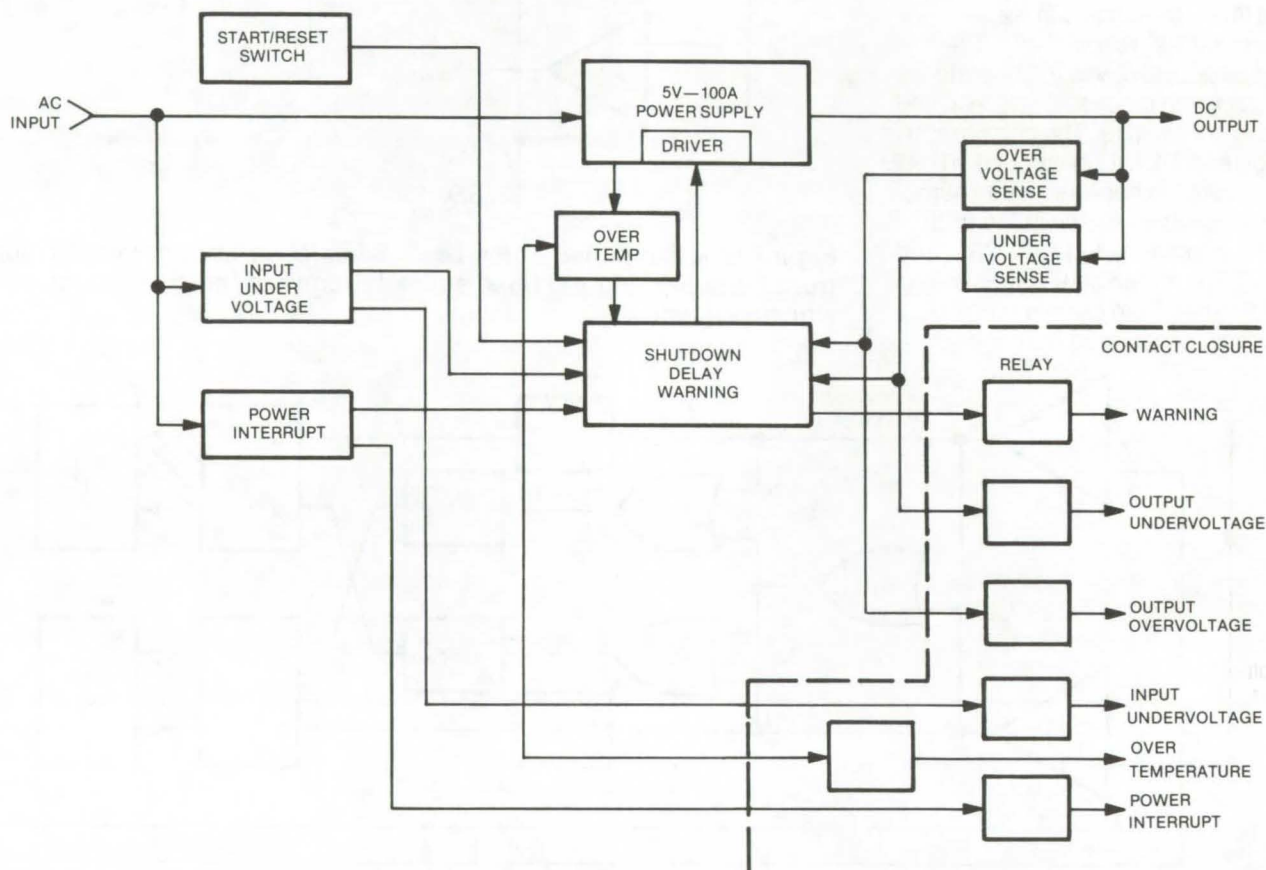 START/RESET
SWITCH
AC
INPUT
5V—100A
POWER SUPPLY
DRIVER
DC
OUTPUT
OVER
VOLTAGE
SENSE
OVER
TEMP
UNDER
VOLTAGE
SENSE
INPUT
UNDER
VOLTAGE
CONTACT CLOSURE
SHUTDOWN
DELAY
WARNING
RELAY
POWER
INTERRUPT
WARNING
OUTPUT
UNDERVOLTAGE
OUTPUT
OVERVOLTAGE
INPUT
UNDERVOLTAGE
OVER
TEMPERATURE
POWER
INTERRUPT